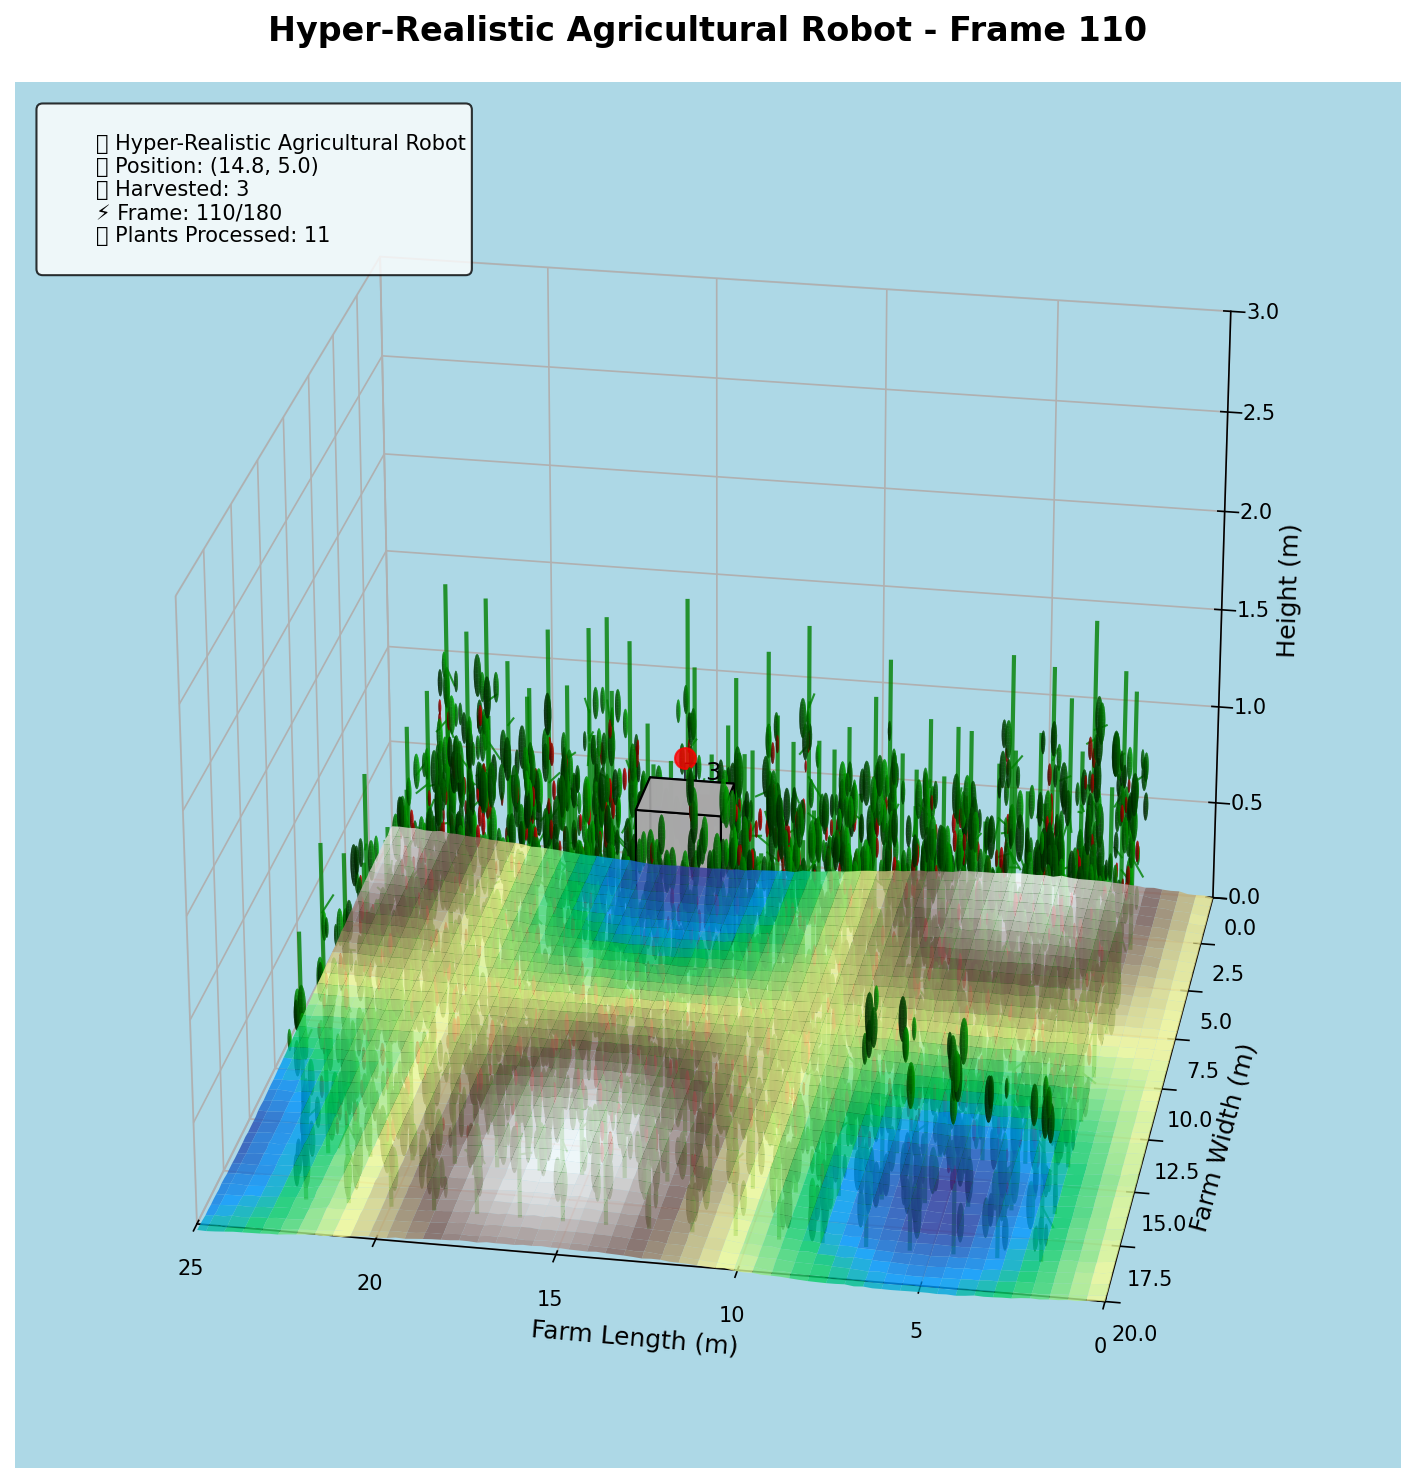 Hyper-Realistic Agricultural Robot - Frame 110
Hyper-Realistic Agricultural Robot
Position: (14.8, 5.0)
Harvested: 3
⚡ Frame: 110/180
Plants Processed: 11
3.0
2.5
2.0
1.5
1.0
0.5
0.0
Height (m)
3
0.0
2.5
5.0
7.5
10.0
12.5
15.0
17.5
20.0
Farm Width (m)
25
20
15
10
5
0
Farm Length (m)